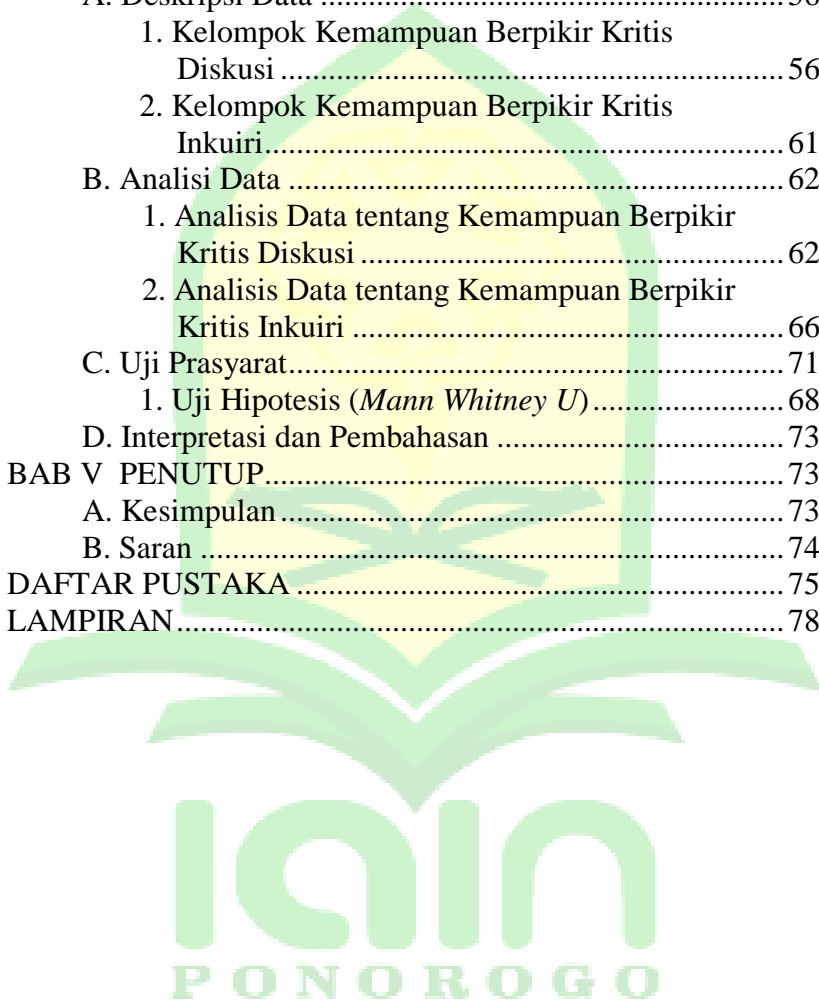 A. Deskripsi Data ........................................................ 56
1. Kelompok Kemampuan Berpikir Kritis
Diskusi ............................................................. 56
2. Kelompok Kemampuan Berpikir Kritis
Inkuiri............................................................... 61
B. Analisi Data ............................................................ 62
1. Analisis Data tentang Kemampuan Berpikir
Kritis Diskusi ................................................... 62
2. Analisis Data tentang Kemampuan Berpikir
Kritis Inkuiri .................................................... 66
C. Uji Prasyarat............................................................ 71
1. Uji Hipotesis (Mann Whitney U)....................... 68
D. Interpretasi dan Pembahasan ................................... 73
BAB V PENUTUP............................................................... 73
A. Kesimpulan ............................................................. 73
B. Saran ....................................................................... 74
DAFTAR PUSTAKA ........................................................... 75
LAMPIRAN.......................................................................... 78
iain
PONOROGO